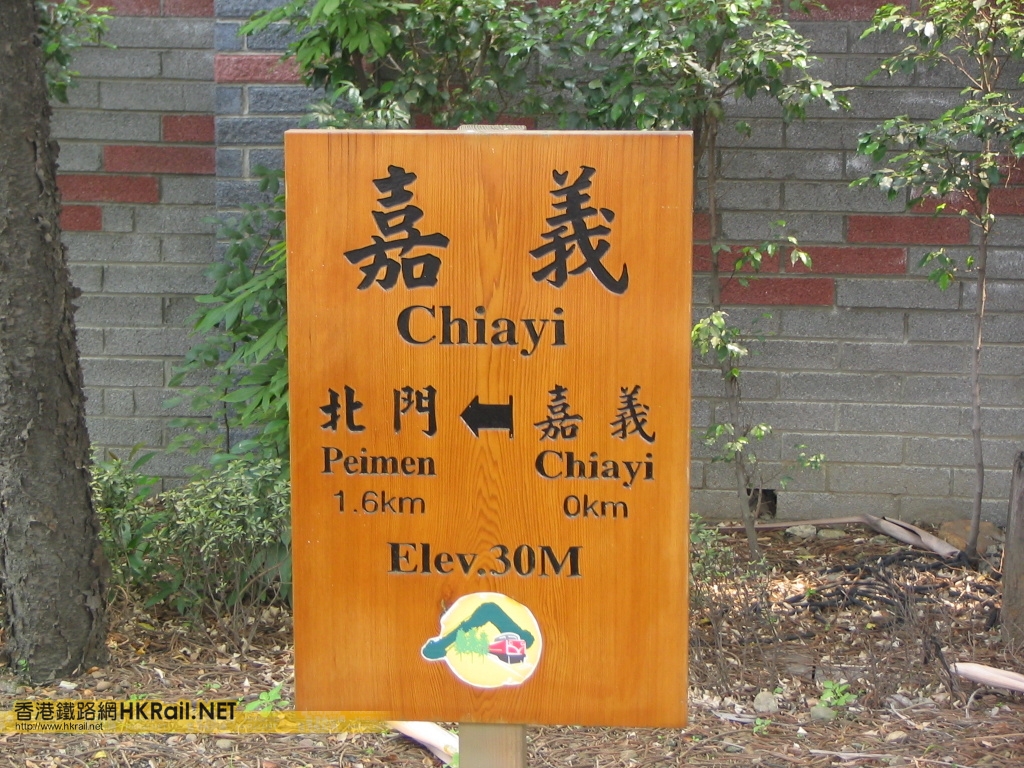 嘉義
Chiayi
北門 嘉義
Peimen Chiayi
1.6km 0km
Elev.30M
香港鐵路網HKRail.NET
http://www.hkrail.net